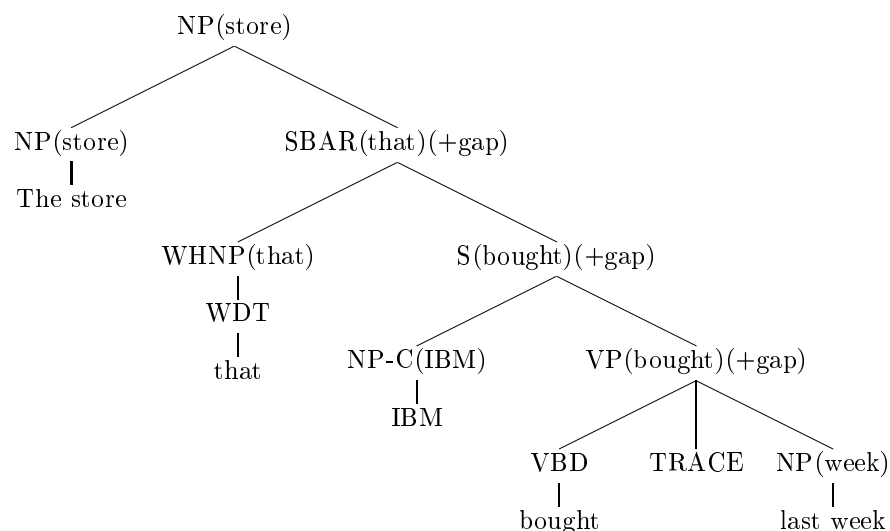 NP(store)
NP(store) SBAR(that)(+gap)
The store
WHNP(that) S(bought)(+gap)
WDT
that NP-C(IBM) VP(bought)(+gap)
IBM
VBD TRACE NP(week)
bought last week